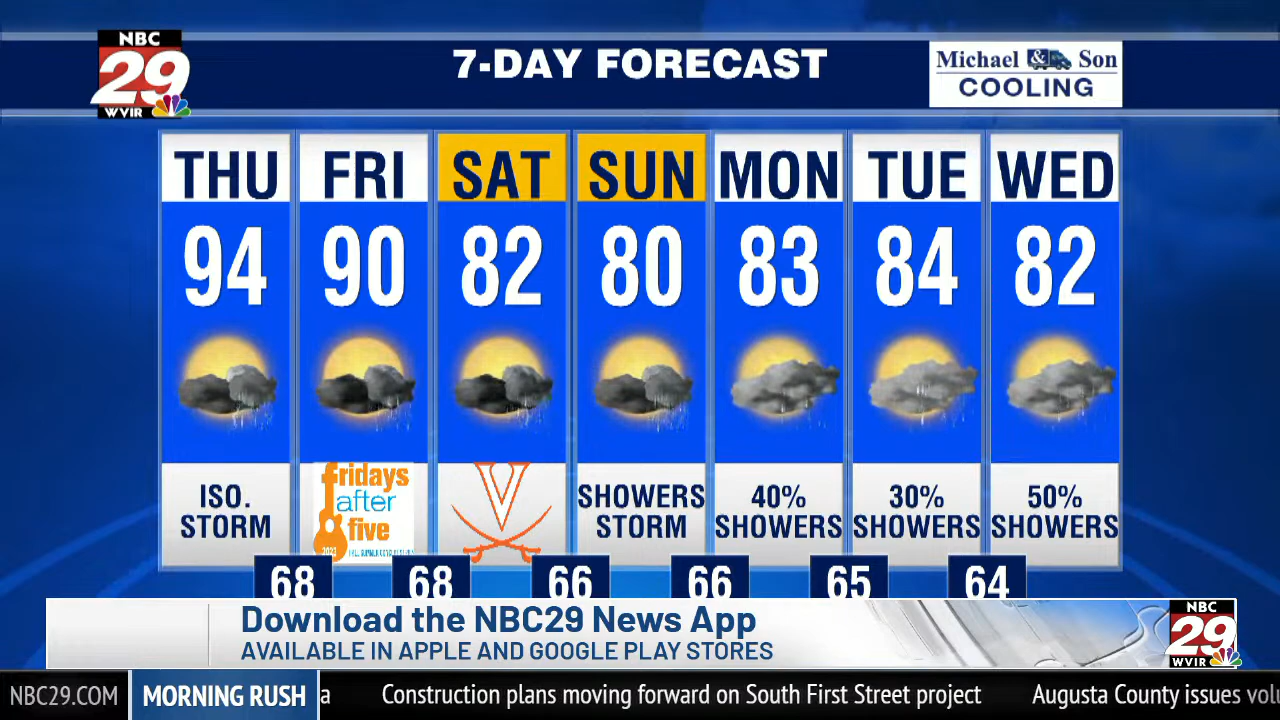 NBC
29
WVIR
7-DAY FORECAST
Michael & Son
COOLING
THU FRI SAT SUN MON TUE WED
94 90 82 80 83 84 82
ISO.
STORM
fridays
after
five
SHOWERS
STORM
40%
SHOWERS
30%
SHOWERS
50%
SHOWERS
68 68 66 66 65 64
Download the NBC29 News App
AVAILABLE IN APPLE AND GOOGLE PLAY STORES
NBC
29
WVIR
NBC29.COM MORNING RUSH a Construction plans moving forward on South First Street project Augusta County issues volu